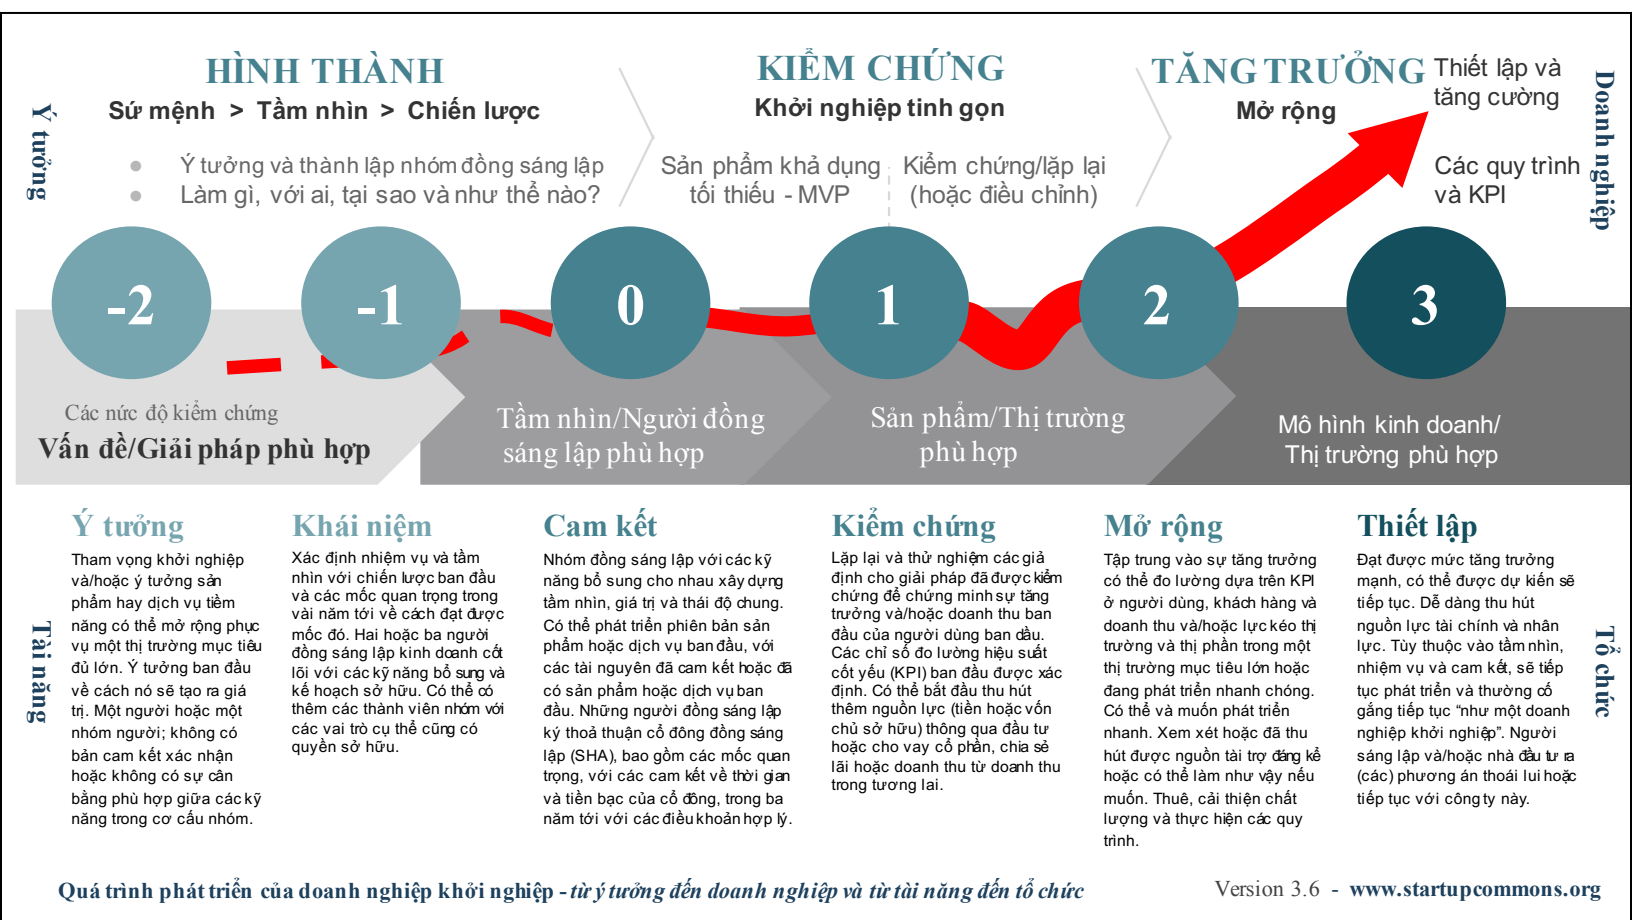 HÌNH THÀNH
Sứ mệnh > Tầm nhìn > Chiến lược
Ý tưởng và thành lập nhóm đồng sáng lập
Làm gì, với ai, tại sao và như thế nào?
KIỂM CHỨNG
Khởi nghiệp tinh gọn
Sản phẩm khả dụng
tối thiểu - MVP
Kiểm chứng/lặp lại
(hoặc điều chỉnh)
TĂNG TRƯỞNG
Mở rộng
Thiết lập và
tăng cường
Các quy trình
và KPI
Ý tưởng
Doanh nghiệp
-2
-1
0
1
2
3
Các nức độ kiểm chứng
Vấn đề/Giải pháp phù hợp
Tầm nhìn/Người đồng
sáng lập phù hợp
Sản phẩm/Thị trường
phù hợp
Mô hình kinh doanh/
Thị trường phù hợp
Tài năng
Tổ chức
Ý tưởng
Tham vọng khởi nghiệp
và/hoặc ý tưởng sản
phẩm hay dịch vụ tiềm
năng có thể mở rộng phục
vụ một thị trường mục tiêu
đủ lớn. Ý tưởng ban đầu
về cách nó sẽ tạo ra giá
trị. Một người hoặc một
nhóm người; không có
bản cam kết xác nhận
hoặc không có sự cân
bằng phù hợp giữa các kỹ
năng trong cơ cấu nhóm.
Khái niệm
Xác định nhiệm vụ và tầm
nhìn với chiến lược ban đầu
và các mốc quan trọng trong
vài năm tới về cách đạt được
mốc đó. Hai hoặc ba người
đồng sáng lập kinh doanh cốt
lõi với các kỹ năng bổ sung và
kế hoạch sở hữu. Có thể có
thêm các thành viên nhóm với
các vai trò cụ thể cũng có
quyền sở hữu.
Cam kết
Nhóm đồng sáng lập với các kỹ
năng bổ sung cho nhau xây dựng
tầm nhìn, giá trị và thái độ chung.
Có thể phát triển phiên bản sản
phẩm hoặc dịch vụ ban đầu, với
các tài nguyên đã cam kết hoặc đã
có sản phẩm hoặc dịch vụ ban
đầu. Những người đồng sáng lập
ký thoả thuận cổ đông đồng sáng
lập (SHA), bao gồm các mốc quan
trọng, với các cam kết về thời gian
và tiền bạc của cổ đông, trong ba
năm tới với các điều khoản hợp lý.
Kiểm chứng
Lặp lại và thử nghiệm các giả
định cho giải pháp đã được kiểm
chứng để chứng minh sự tăng
trưởng và/hoặc doanh thu ban
đầu của người dùng ban đầu.
Các chỉ số đo lường hiệu suất
cốt yếu (KPI) ban đầu được xác
định. Có thể bắt đầu thu hút
thêm nguồn lực (tiền hoặc vốn
chủ sở hữu) thông qua đầu tư
hoặc cho vay cổ phần, chia sẻ
lãi hoặc doanh thu từ doanh thu
trong tương lai.
Mở rộng
Tập trung vào sự tăng trưởng
có thể đo lường dựa trên KPI
ở người dùng, khách hàng và
doanh thu và/hoặc lực kéo thị
trường và thị phần trong một
thị trường mục tiêu lớn hoặc
đang phát triển nhanh chóng.
Có thể và muốn phát triển
nhanh. Xem xét hoặc đã thu
hút được nguồn tài trợ đáng kể
hoặc có thể làm như vậy nếu
muốn. Thuê, cải thiện chất
lượng và thực hiện các quy
trình.
Thiết lập
Đạt được mức tăng trưởng
mạnh, có thể được dự kiến sẽ
tiếp tục. Dễ dàng thu hút
nguồn lực tài chính và nhân
lực. Tùy thuộc vào tầm nhìn,
nhiệm vụ và cam kết, sẽ tiếp
tục phát triển và thường cố
gắng tiếp tục “như một doanh
nghiệp khởi nghiệp”. Người
sáng lập và/hoặc nhà đầu tư ra
(các) phương án thoái lui hoặc
tiếp tục với công ty này.
Quá trình phát triển của doanh nghiệp khởi nghiệp - từ ý tưởng đến doanh nghiệp và từ tài năng đến tổ chức
Version 3.6 - www.startupcommons.org